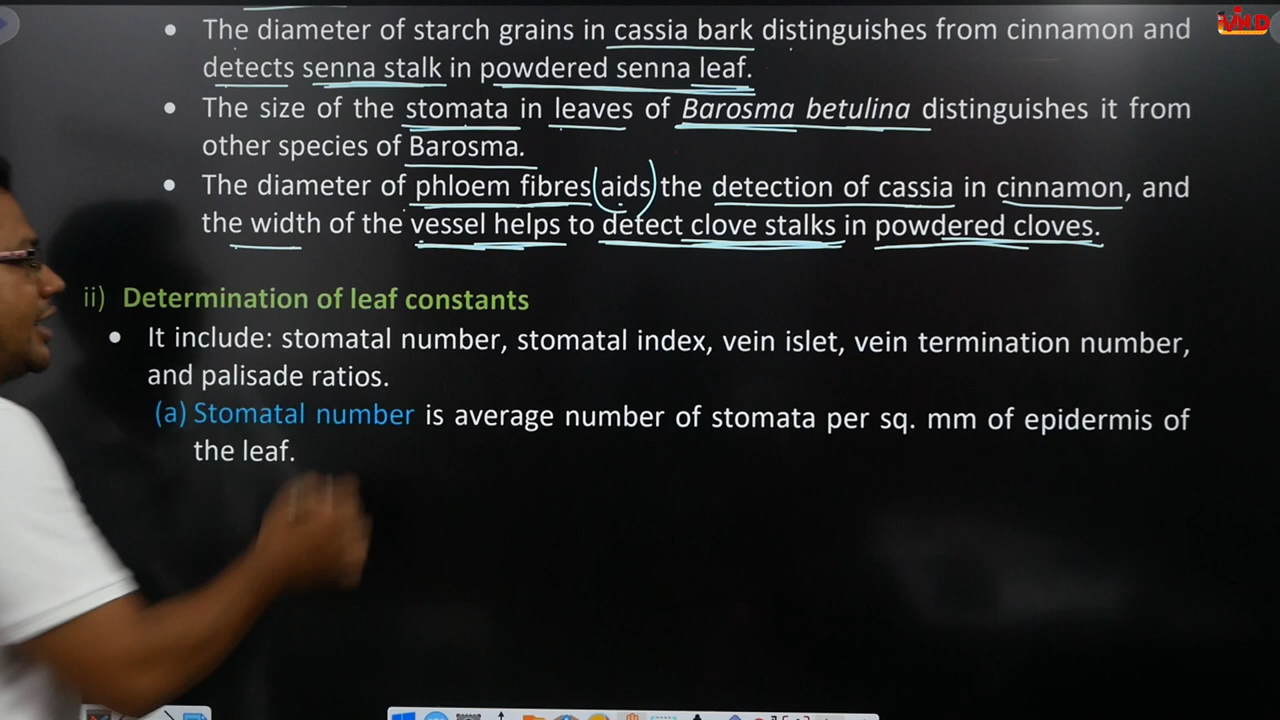 • The diameter of starch grains in cassia bark distinguishes from cinnamon and
detects senna stalk in powdered senna leaf.
• The size of the stomata in leaves of Barosma betulina distinguishes it from
other species of Barosma.
• The diameter of phloem fibres (aids) the detection of cassia in cinnamon, and
the width of the vessel helps to detect clove stalks in powdered cloves.
ii) Determination of leaf constants
• It include: stomatal number, stomatal index, vein islet, vein termination number,
and palisade ratios.
(a) Stomatal number is average number of stomata per sq. mm of epidermis of
the leaf.